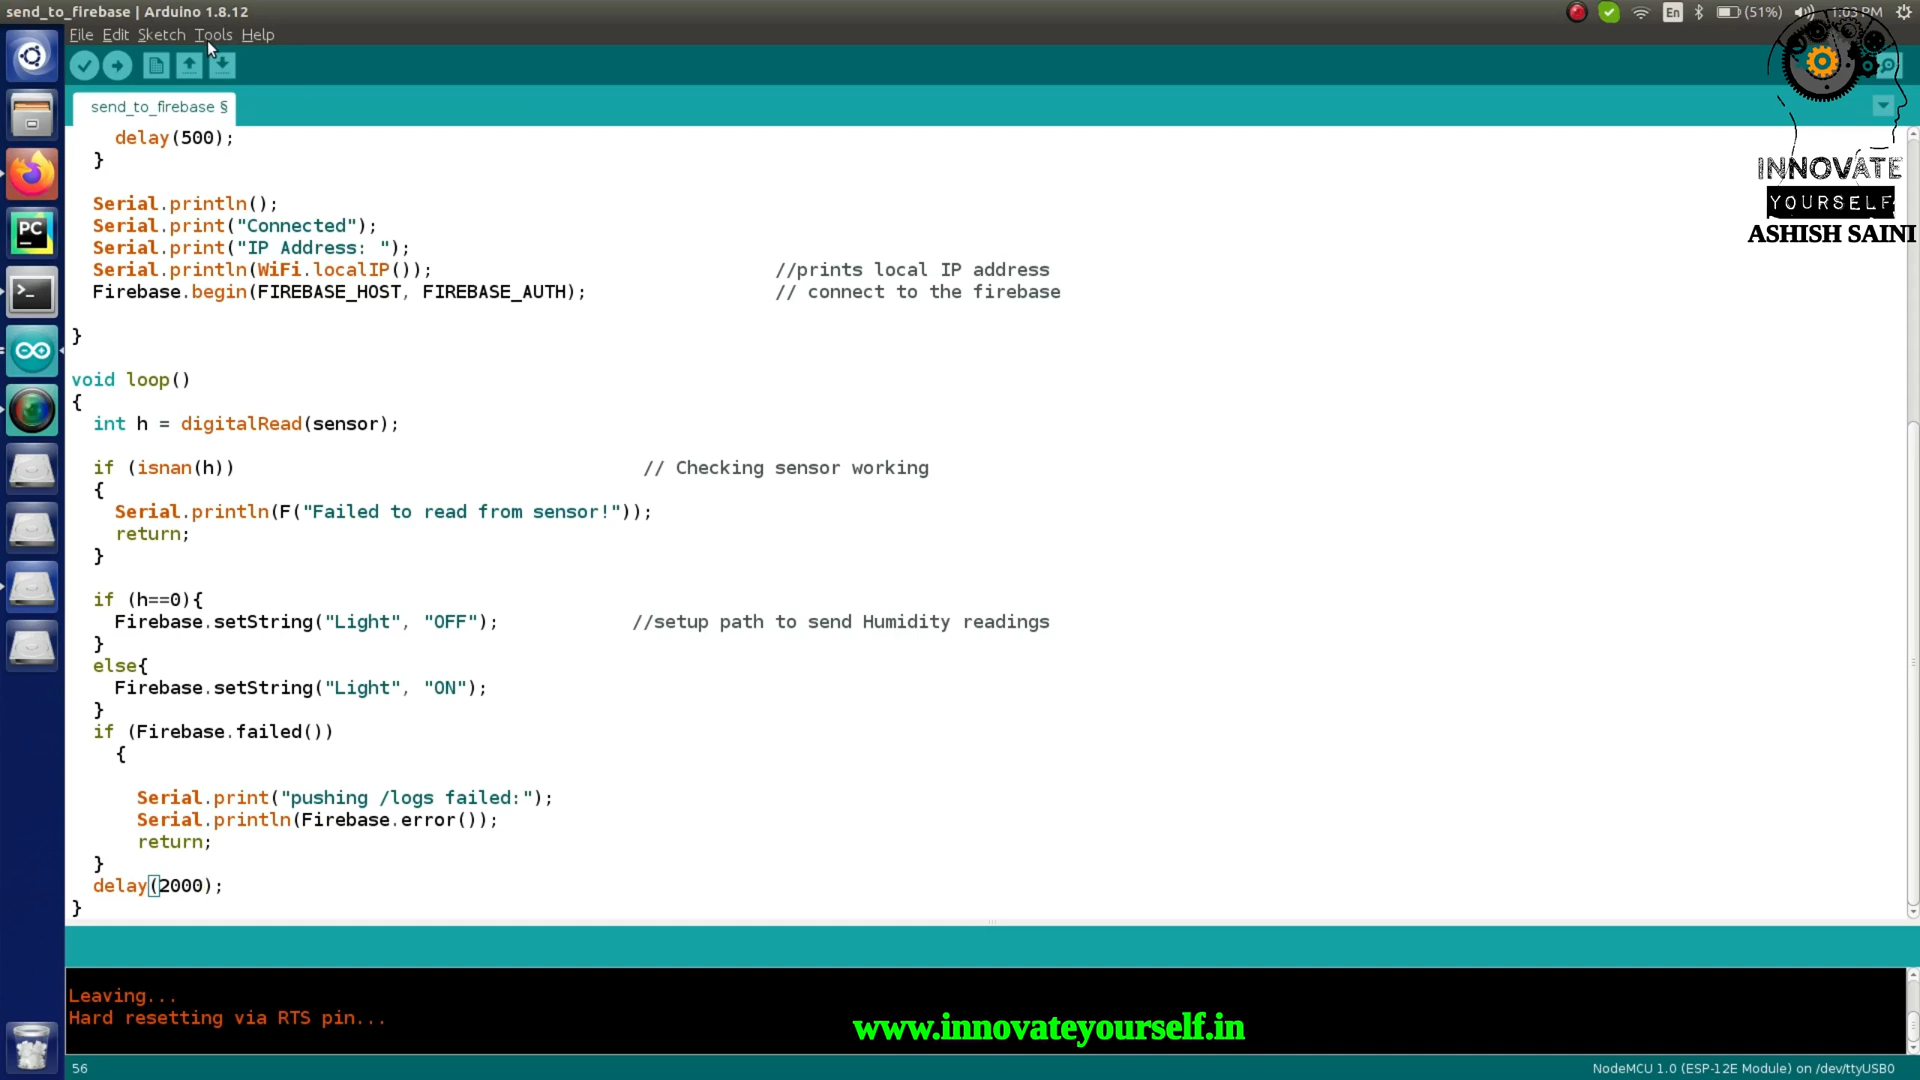 send_to_firebase | Arduino 1.8.12
En
(51%)
1:03 PM
File Edit Sketch Tools Help
send_to_firebase §
delay(500);
}
Serial.println();
Serial.print("Connected");
Serial.print("IP Address: ");
Serial.println(WiFi.localIP()); //prints local IP address
Firebase.begin(FIREBASE_HOST, FIREBASE_AUTH); // connect to the firebase
}
void loop()
{
int h = digitalRead(sensor);
if (isnan(h)) // Checking sensor working
{
Serial.println(F("Failed to read from sensor!"));
return;
}
if (h==0){
Firebase.setString("Light", "OFF"); //setup path to send Humidity readings
}
else{
Firebase.setString("Light", "ON");
}
if (Firebase.failed())
{
Serial.print("pushing /logs failed:");
Serial.println(Firebase.error());
return;
}
delay(2000);
}
Leaving...
Hard resetting via RTS pin...
56
NodeMCU 1.0 (ESP-12E Module) on /dev/ttyUSB0
PC
INNOVATE
YOURSELF
ASHISH SAINI
www.innovateyourself.in